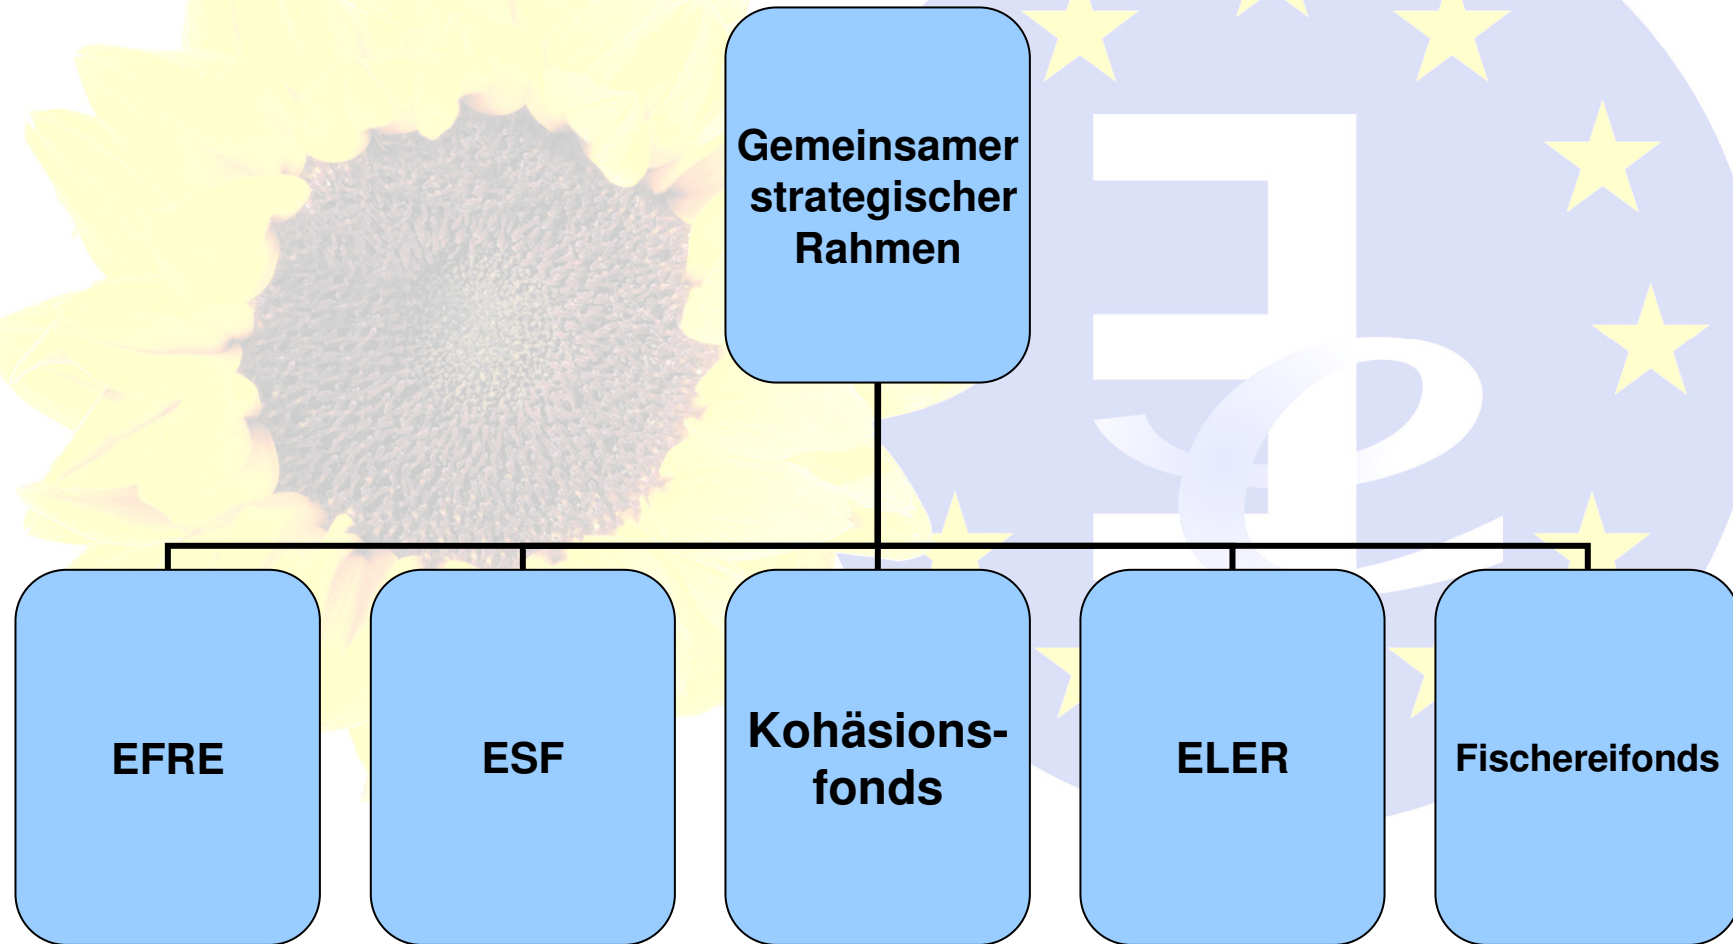 Gemeinsamer
strategischer
Rahmen
EFRE
ESF
Kohäsions-
fonds
ELER
Fischereifonds